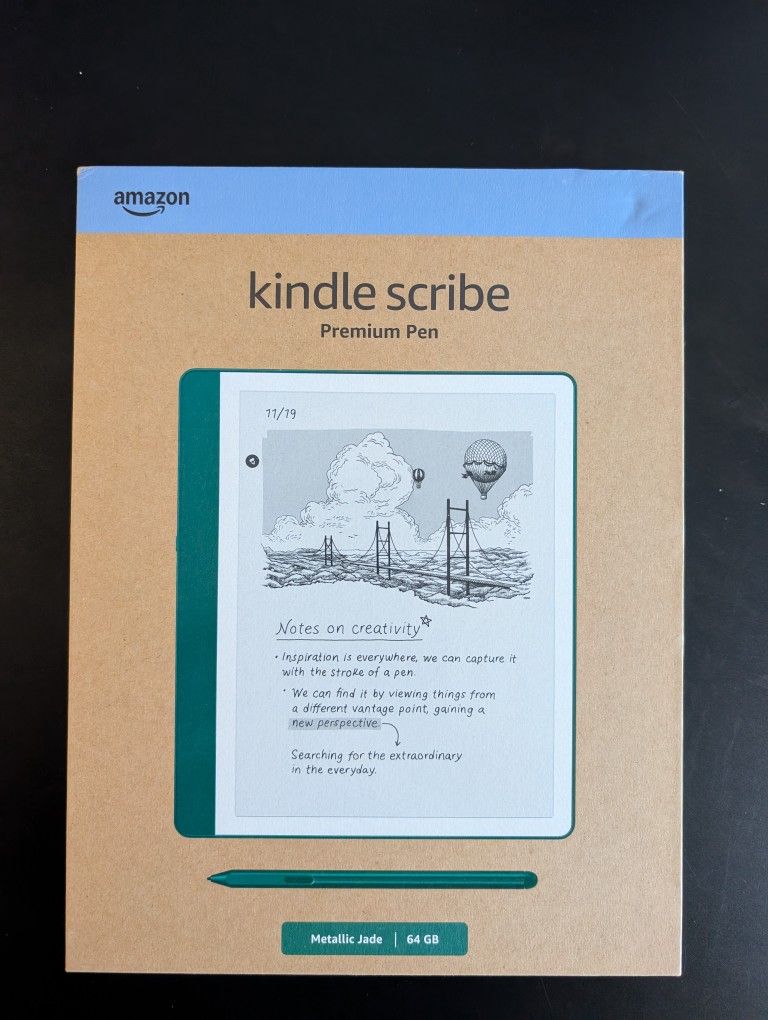 amazon
kindle scribe
Premium Pen
11/19
Notes on creativity
• Inspiration is everywhere, we can capture it
with the stroke of a pen.
• We can find it by viewing things from
a different vantage point, gaining a
new perspective
Searching for the extraordinary
in the everyday.
Metallic Jade | 64 GB